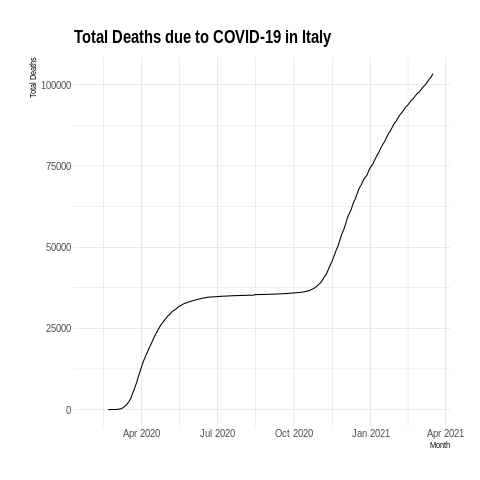 Total Deaths due to COVID-19 in Italy
Total Deaths
100000
75000
50000
25000
0
Apr 2020 Jul 2020 Oct 2020 Jan 2021 Apr 2021
Month